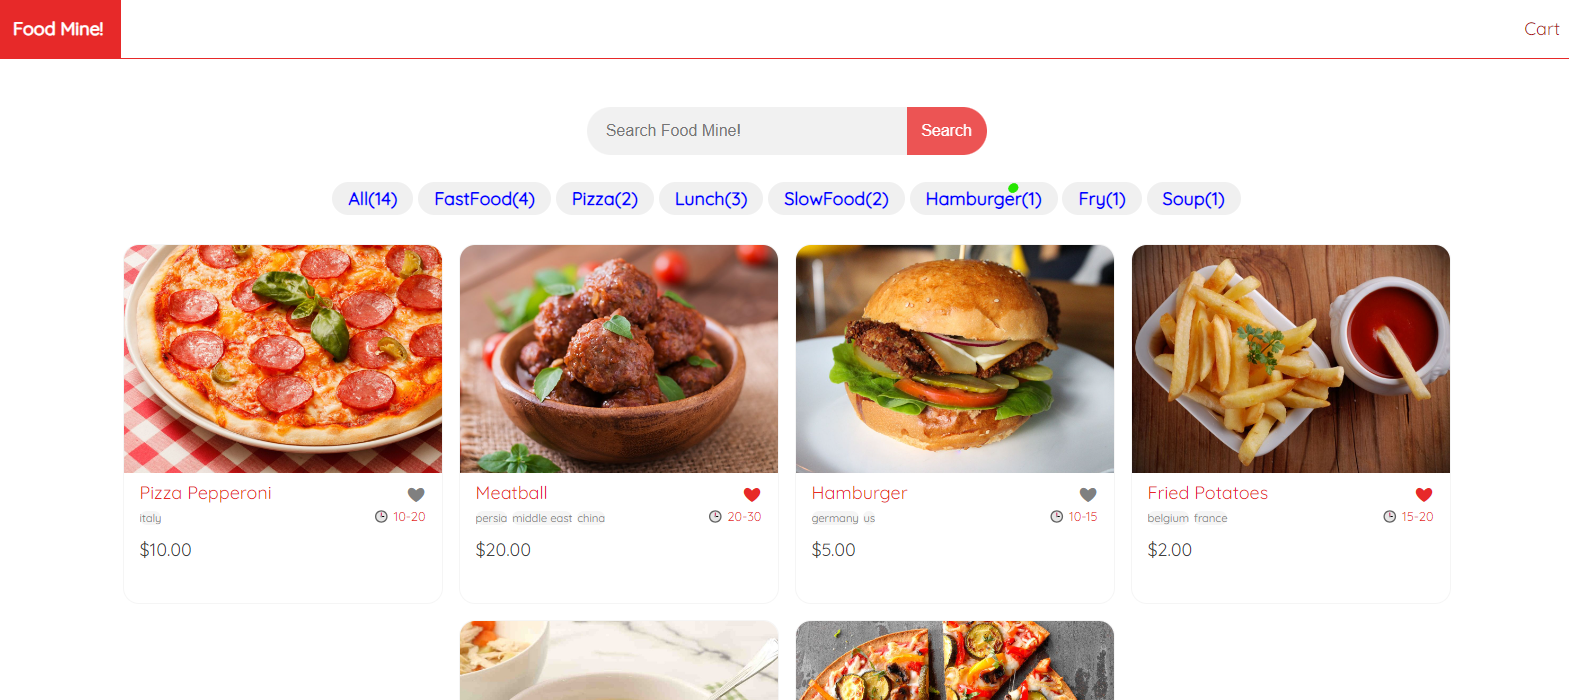 Food Mine!
Cart
Search Food Mine!
Search
All(14)
FastFood(4)
Pizza(2)
Lunch(3)
SlowFood(2)
Hamburger(1)
Fry(1)
Soup(1)
Pizza Pepperoni
italy
10-20
$10.00
Meatball
persia middle east china
20-30
$20.00
Hamburger
germany us
10-15
$5.00
Fried Potatoes
belgium france
15-20
$2.00